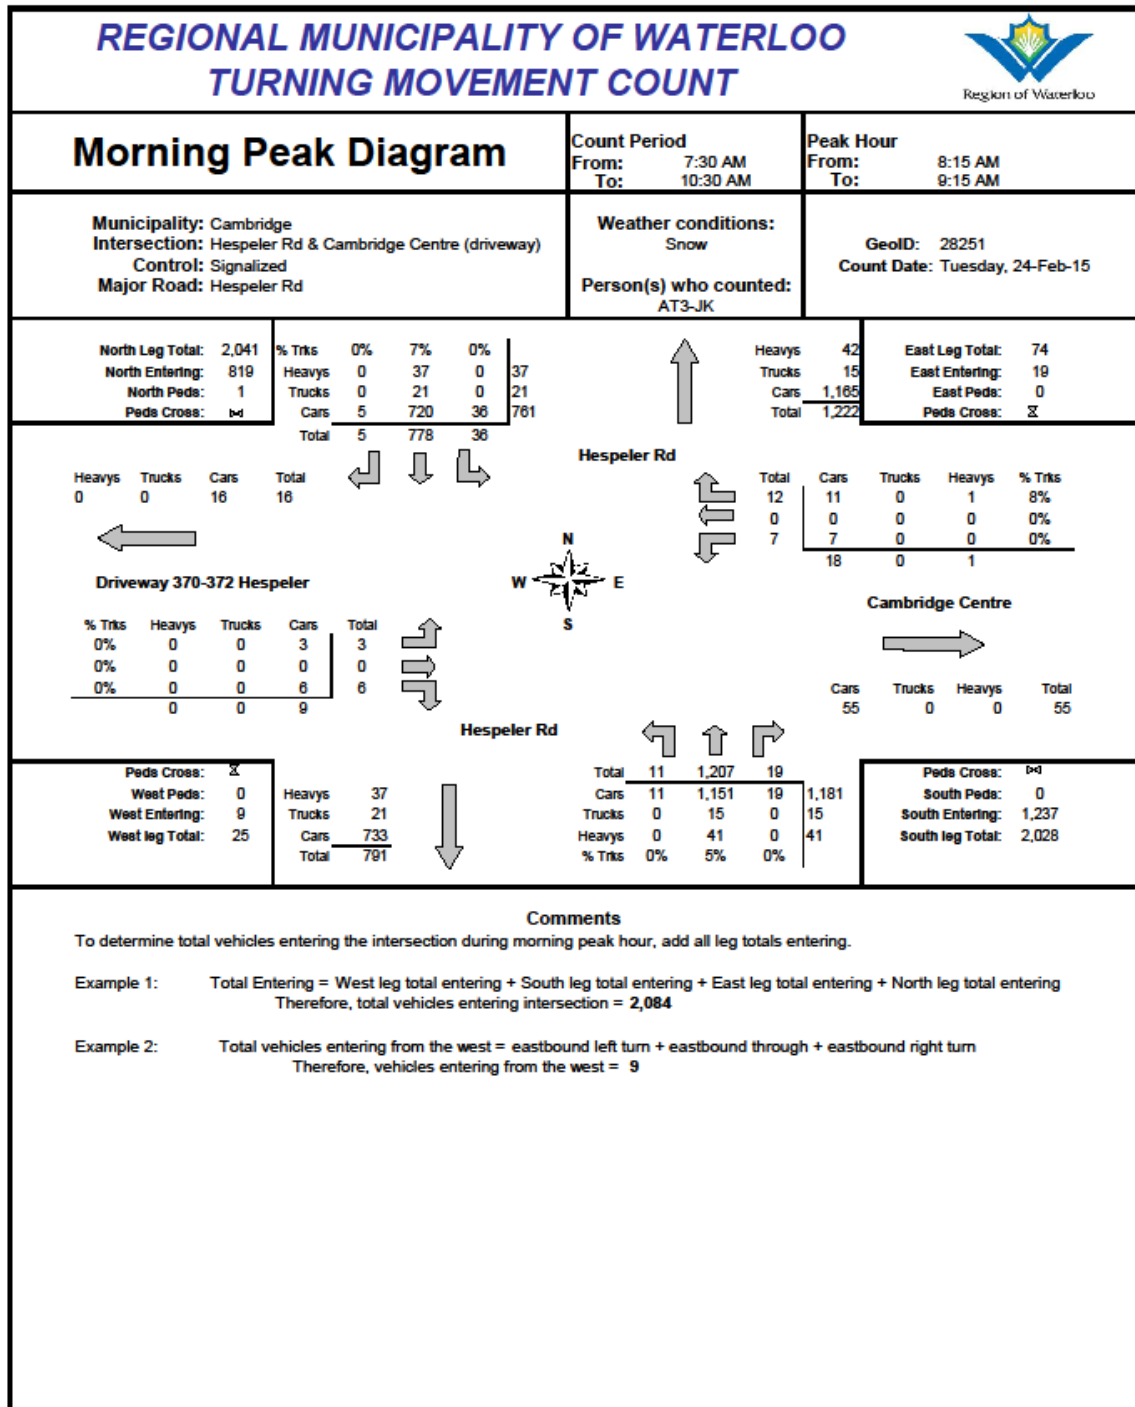 REGIONAL MUNICIPALITY OF WATERLOO
TURNING MOVEMENT COUNT
Region of Waterloo
Morning Peak Diagram
Count Period
From: 7:30 AM
To: 10:30 AM
Peak Hour
From: 8:15 AM
To: 9:15 AM
Municipality: Cambridge
Intersection: Hespeler Rd & Cambridge Centre (driveway)
Control: Signalized
Major Road: Hespeler Rd
Weather conditions:
Snow
Person(s) who counted:
AT3-JK
GeoID: 28251
Count Date: Tuesday, 24-Feb-15
North Leg Total: 2,041
North Entering: 819
North Peds: 1
Peds Cross:
% Trks 0% 7% 0%
Heavys 0 37 0 37
Trucks 0 21 0 21
Cars 5 720 36 761
Total 5 778 36
Heavys 42
Trucks 15
Cars 1,165
Total 1,222
East Leg Total: 74
East Entering: 19
East Peds: 0
Peds Cross:
Hespeler Rd
Heavys Trucks Cars Total
0 0 16 16
Total Cars Trucks Heavys % Trks
12 11 0 1 8%
0 0 0 0 0%
7 7 0 0 0%
18 0 1
N
W E
S
Driveway 370-372 Hespeler
Cambridge Centre
% Trks Heavys Trucks Cars Total
0% 0 0 3 3
0% 0 0 0 0
0% 0 0 6 6
0 0 9
Cars Trucks Heavys Total
55 0 0 55
Hespeler Rd
Peds Cross:
West Peds: 0
West Entering: 9
West leg Total: 25
Heavys 37
Trucks 21
Cars 733
Total 791
Total 11 1,207 19
Cars 11 1,151 19 1,181
Trucks 0 15 0 15
Heavys 0 41 0 41
% Trks 0% 5% 0%
Peds Cross:
South Peds: 0
South Entering: 1,237
South leg Total: 2,028
Comments
To determine total vehicles entering the intersection during morning peak hour, add all leg totals entering.
Example 1: Total Entering = West leg total entering + South leg total entering + East leg total entering + North leg total entering
Therefore, total vehicles entering intersection = 2,084
Example 2: Total vehicles entering from the west = eastbound left turn + eastbound through + eastbound right turn
Therefore, vehicles entering from the west = 9